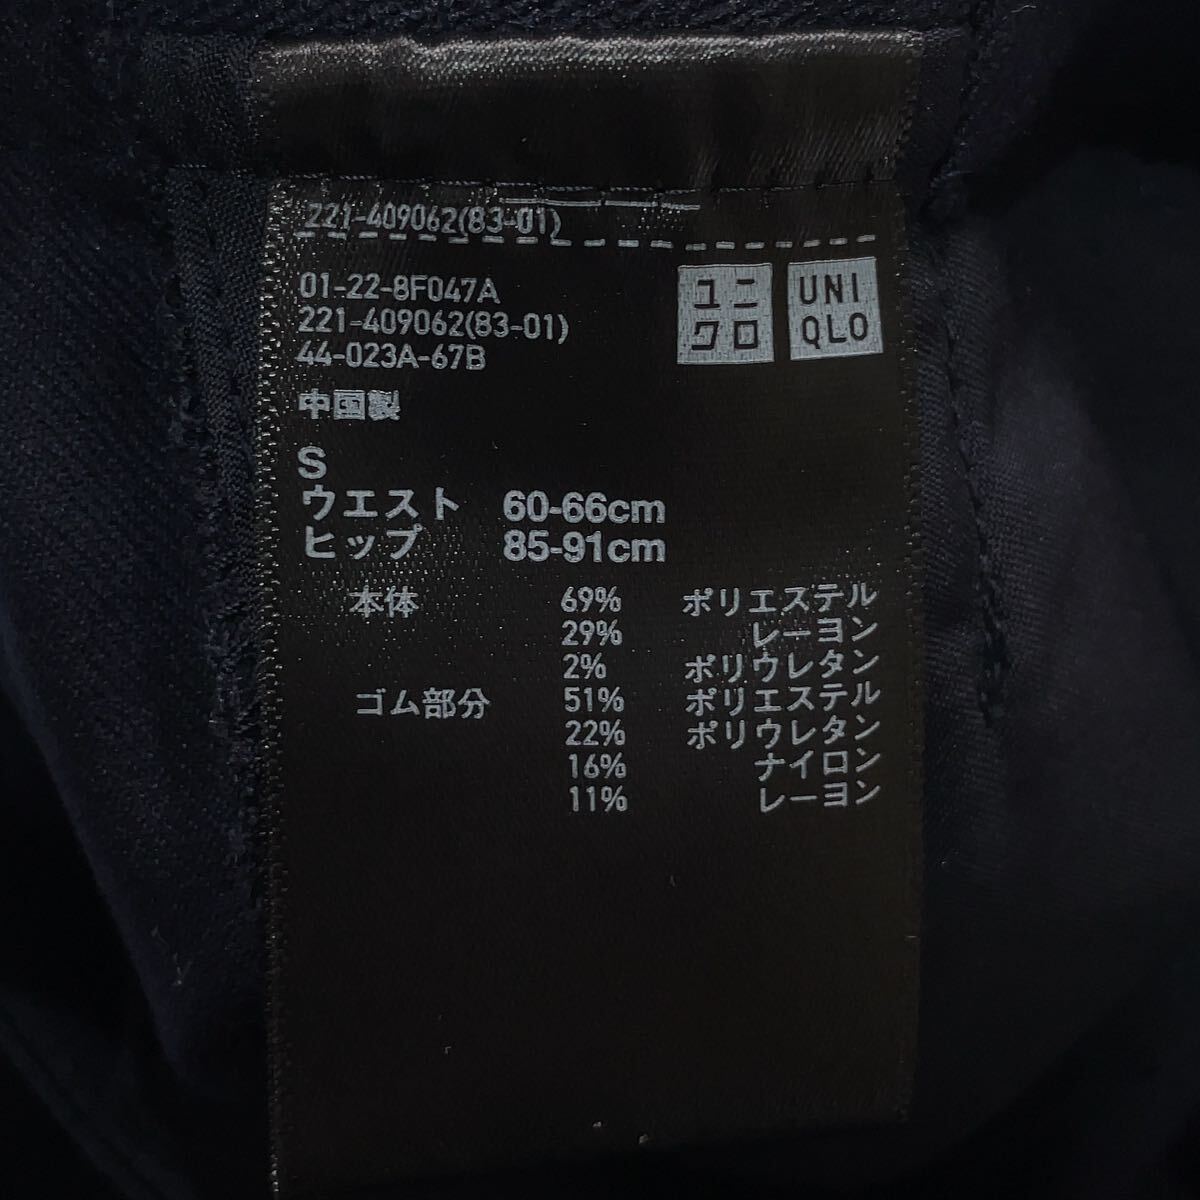 221-409062(83-01)
01-22-8F047A
221-409062(83-01)
44-023A-67B
ユニ
クロ
UNI
QLO
中国製
S
ウエスト 60-66cm
ヒップ 85-91cm
本体 69% ポリエステル
29% レーヨン
2% ポリウレタン
ゴム部分 51% ポリエステル
22% ポリウレタン
16% ナイロン
11% レーヨン